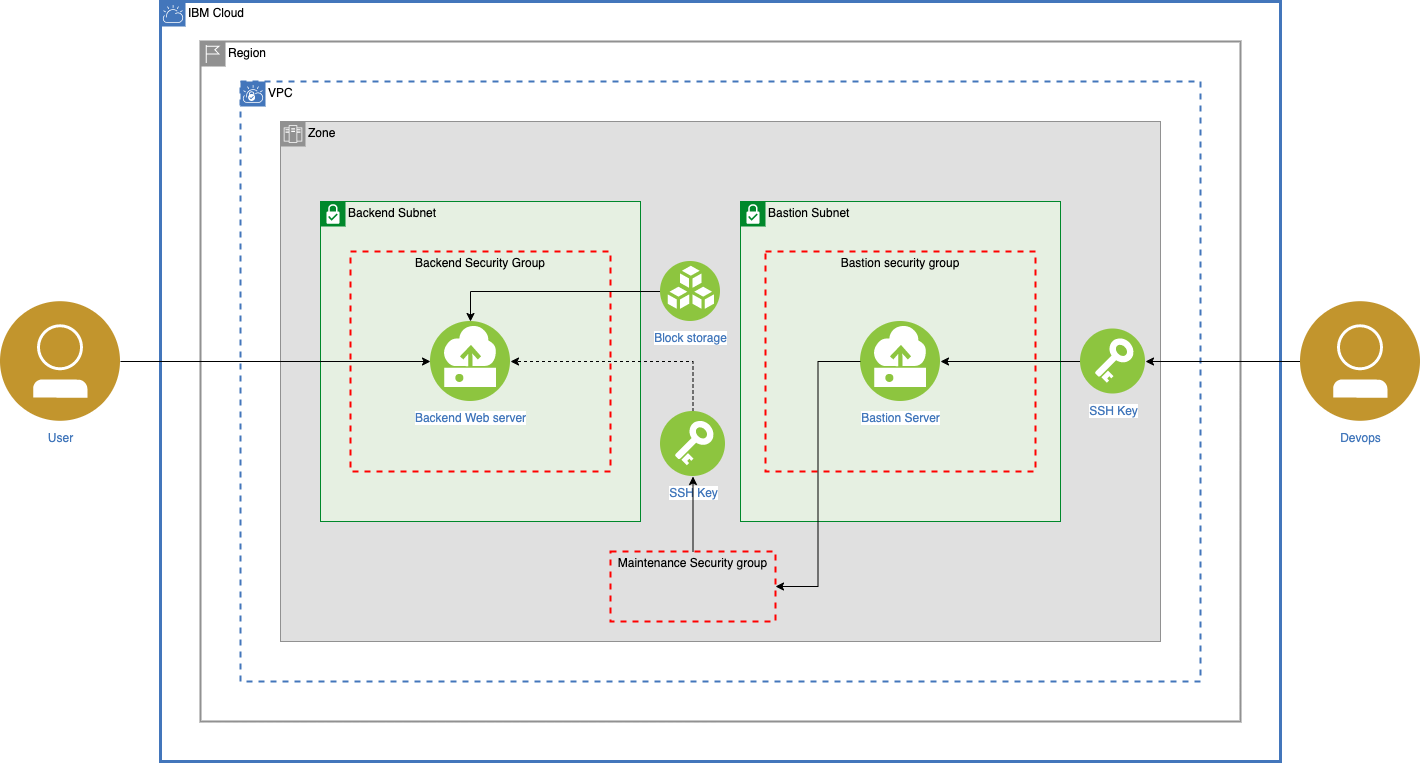 IBM Cloud
Region
VPC
Zone
Backend Subnet
Bastion Subnet
Backend Security Group
Bastion security group
Block storage
Backend Web server
Bastion Server
SSH Key
User
Devops
SSH Key
Maintenance Security group